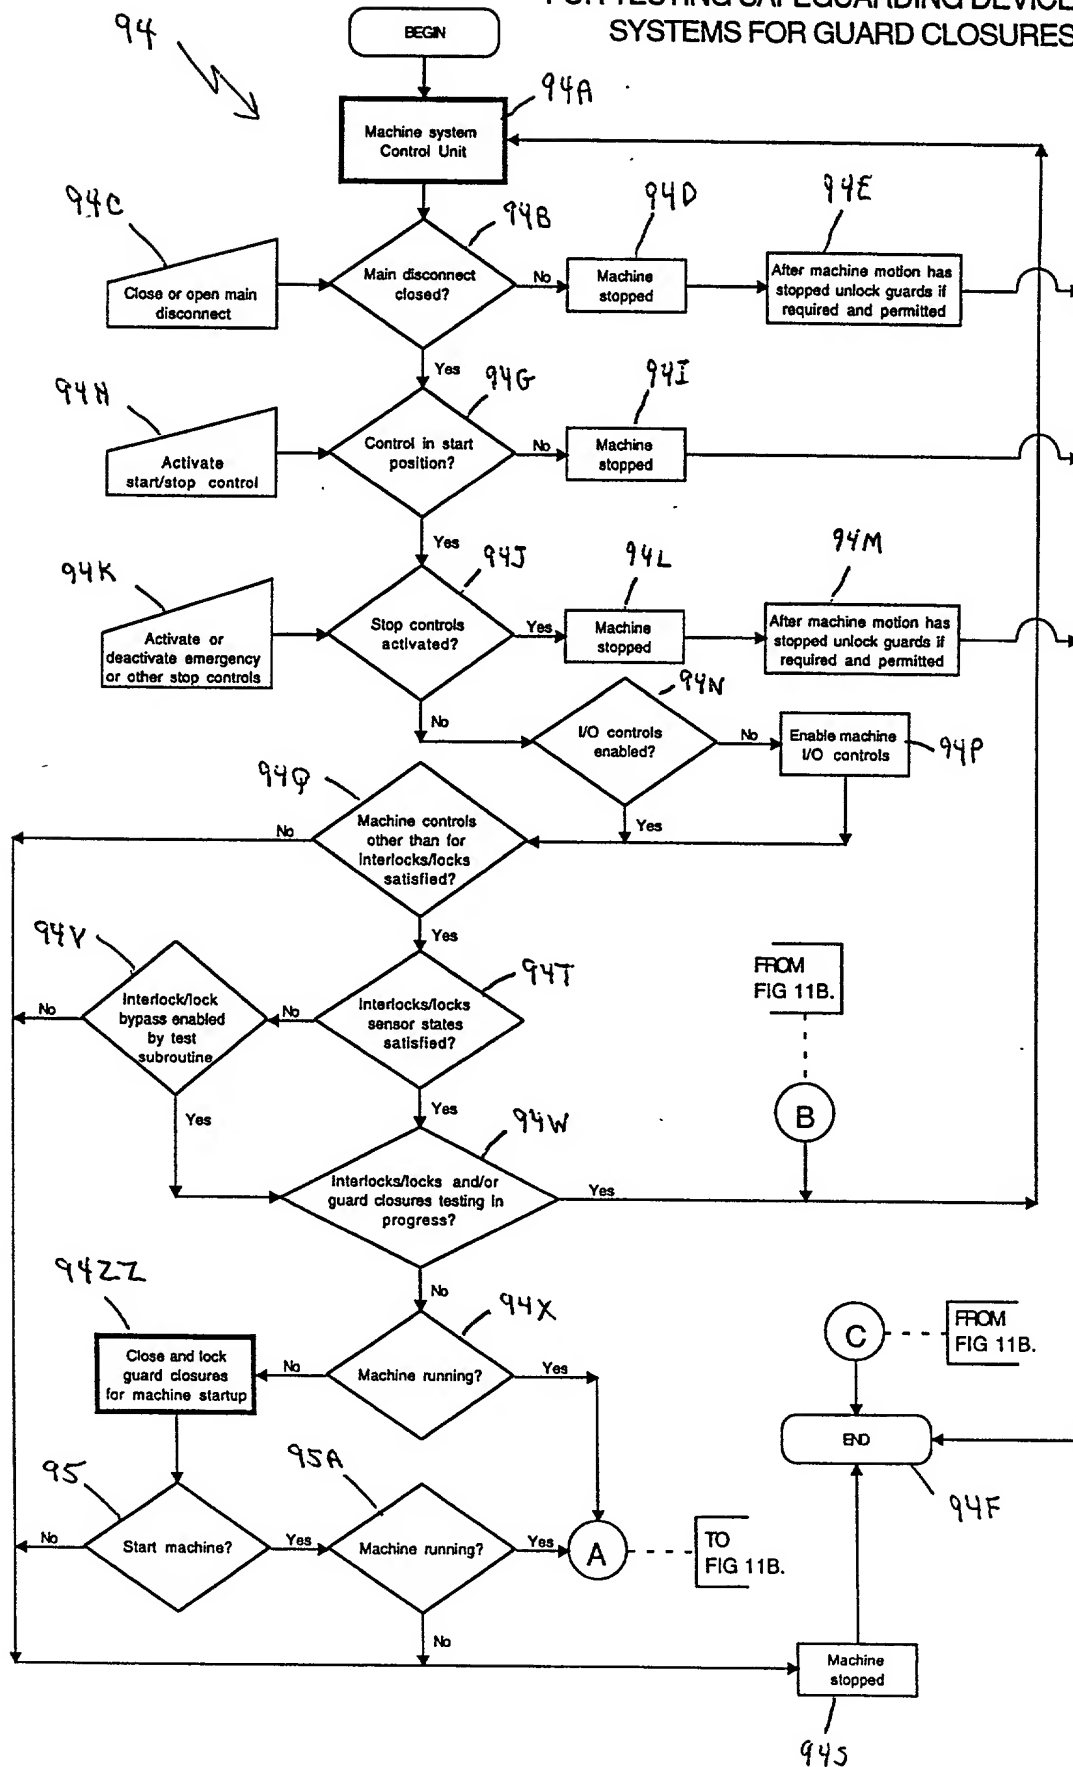 FOR TESTING SAFEGUARDING DEVICE
SYSTEMS FOR GUARD CLOSURES
94
BEGIN
94A
Machine system
Control Unit
94C
94B
94D
94E
Close or open main
disconnect
Main disconnect
closed?
No
Machine
stopped
After machine motion has
stopped unlock guards if
required and permitted
Yes
94H
94G
94I
Activate
start/stop control
Control in start
position?
No
Machine
stopped
Yes
94K
94J
94L
94M
Activate or
deactivate emergency
or other stop controls
Stop controls
activated?
Yes
Machine
stopped
After machine motion has
stopped unlock guards if
required and permitted
No
94N
I/O controls
enabled?
No
Enable machine
I/O controls
94P
Yes
94Q
No
Machine controls
other than for
interlocks/locks
satisfied?
Yes
94V
94T
No
Interlock/lock
bypass enabled
by test
subroutine
No
Interlocks/locks
sensor states
satisfied?
FROM
FIG 11B.
B
Yes
Yes
94W
Interlocks/locks and/or
guard closures testing in
progress?
Yes
No
94ZZ
94X
Close and lock
guard closures
for machine startup
No
Machine running?
Yes
C
FROM
FIG 11B.
END
94F
95
95A
No
Start machine?
Yes
Machine running?
Yes
A
TO
FIG 11B.
No
Machine
stopped
94S